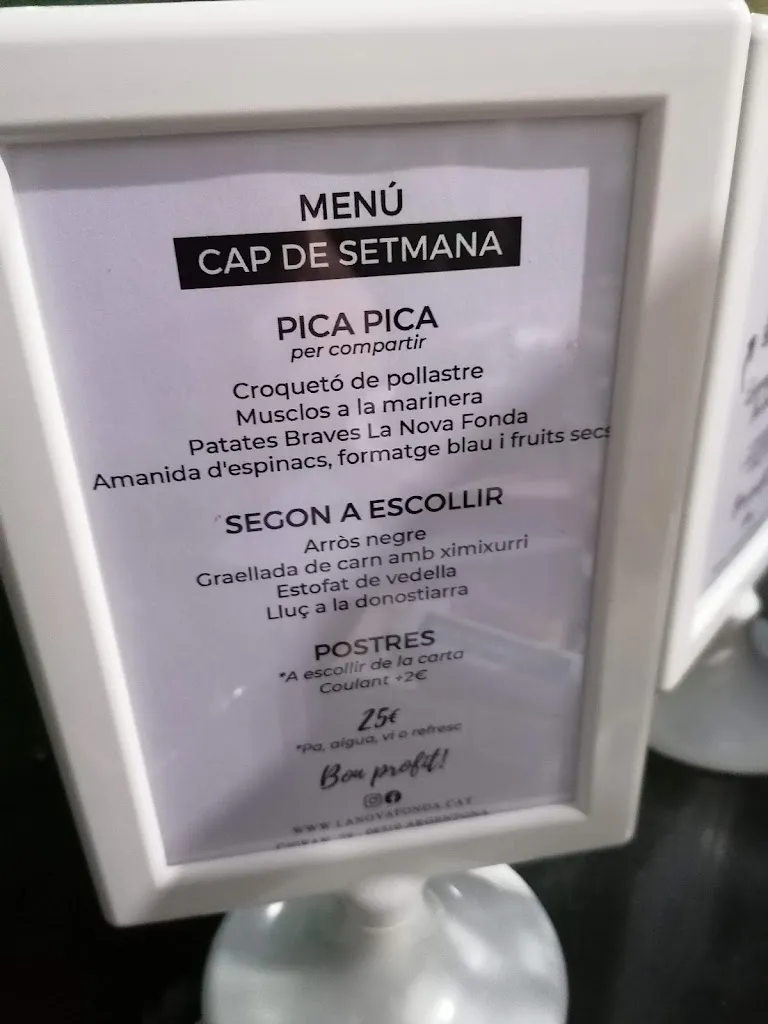 MENÚ
CAP DE SETMANA
PICA PICA
per compartir
Croquetó de pollastre
Musclos a la marinera
Patates Braves La Nova Fonda
Amanida d'espinacs, formatge blau i fruits secs
SEGON A ESCOLLIR
Arròs negre
Graellada de carn amb ximixurri
Estofat de vedella
Lluç a la donostiarra
POSTRES
*A escollir de la carta
Coulant +2€
25€
*Pa, aigua, vi o refresc
Bon profit!
WWW.LANOVAFONDA.CAT